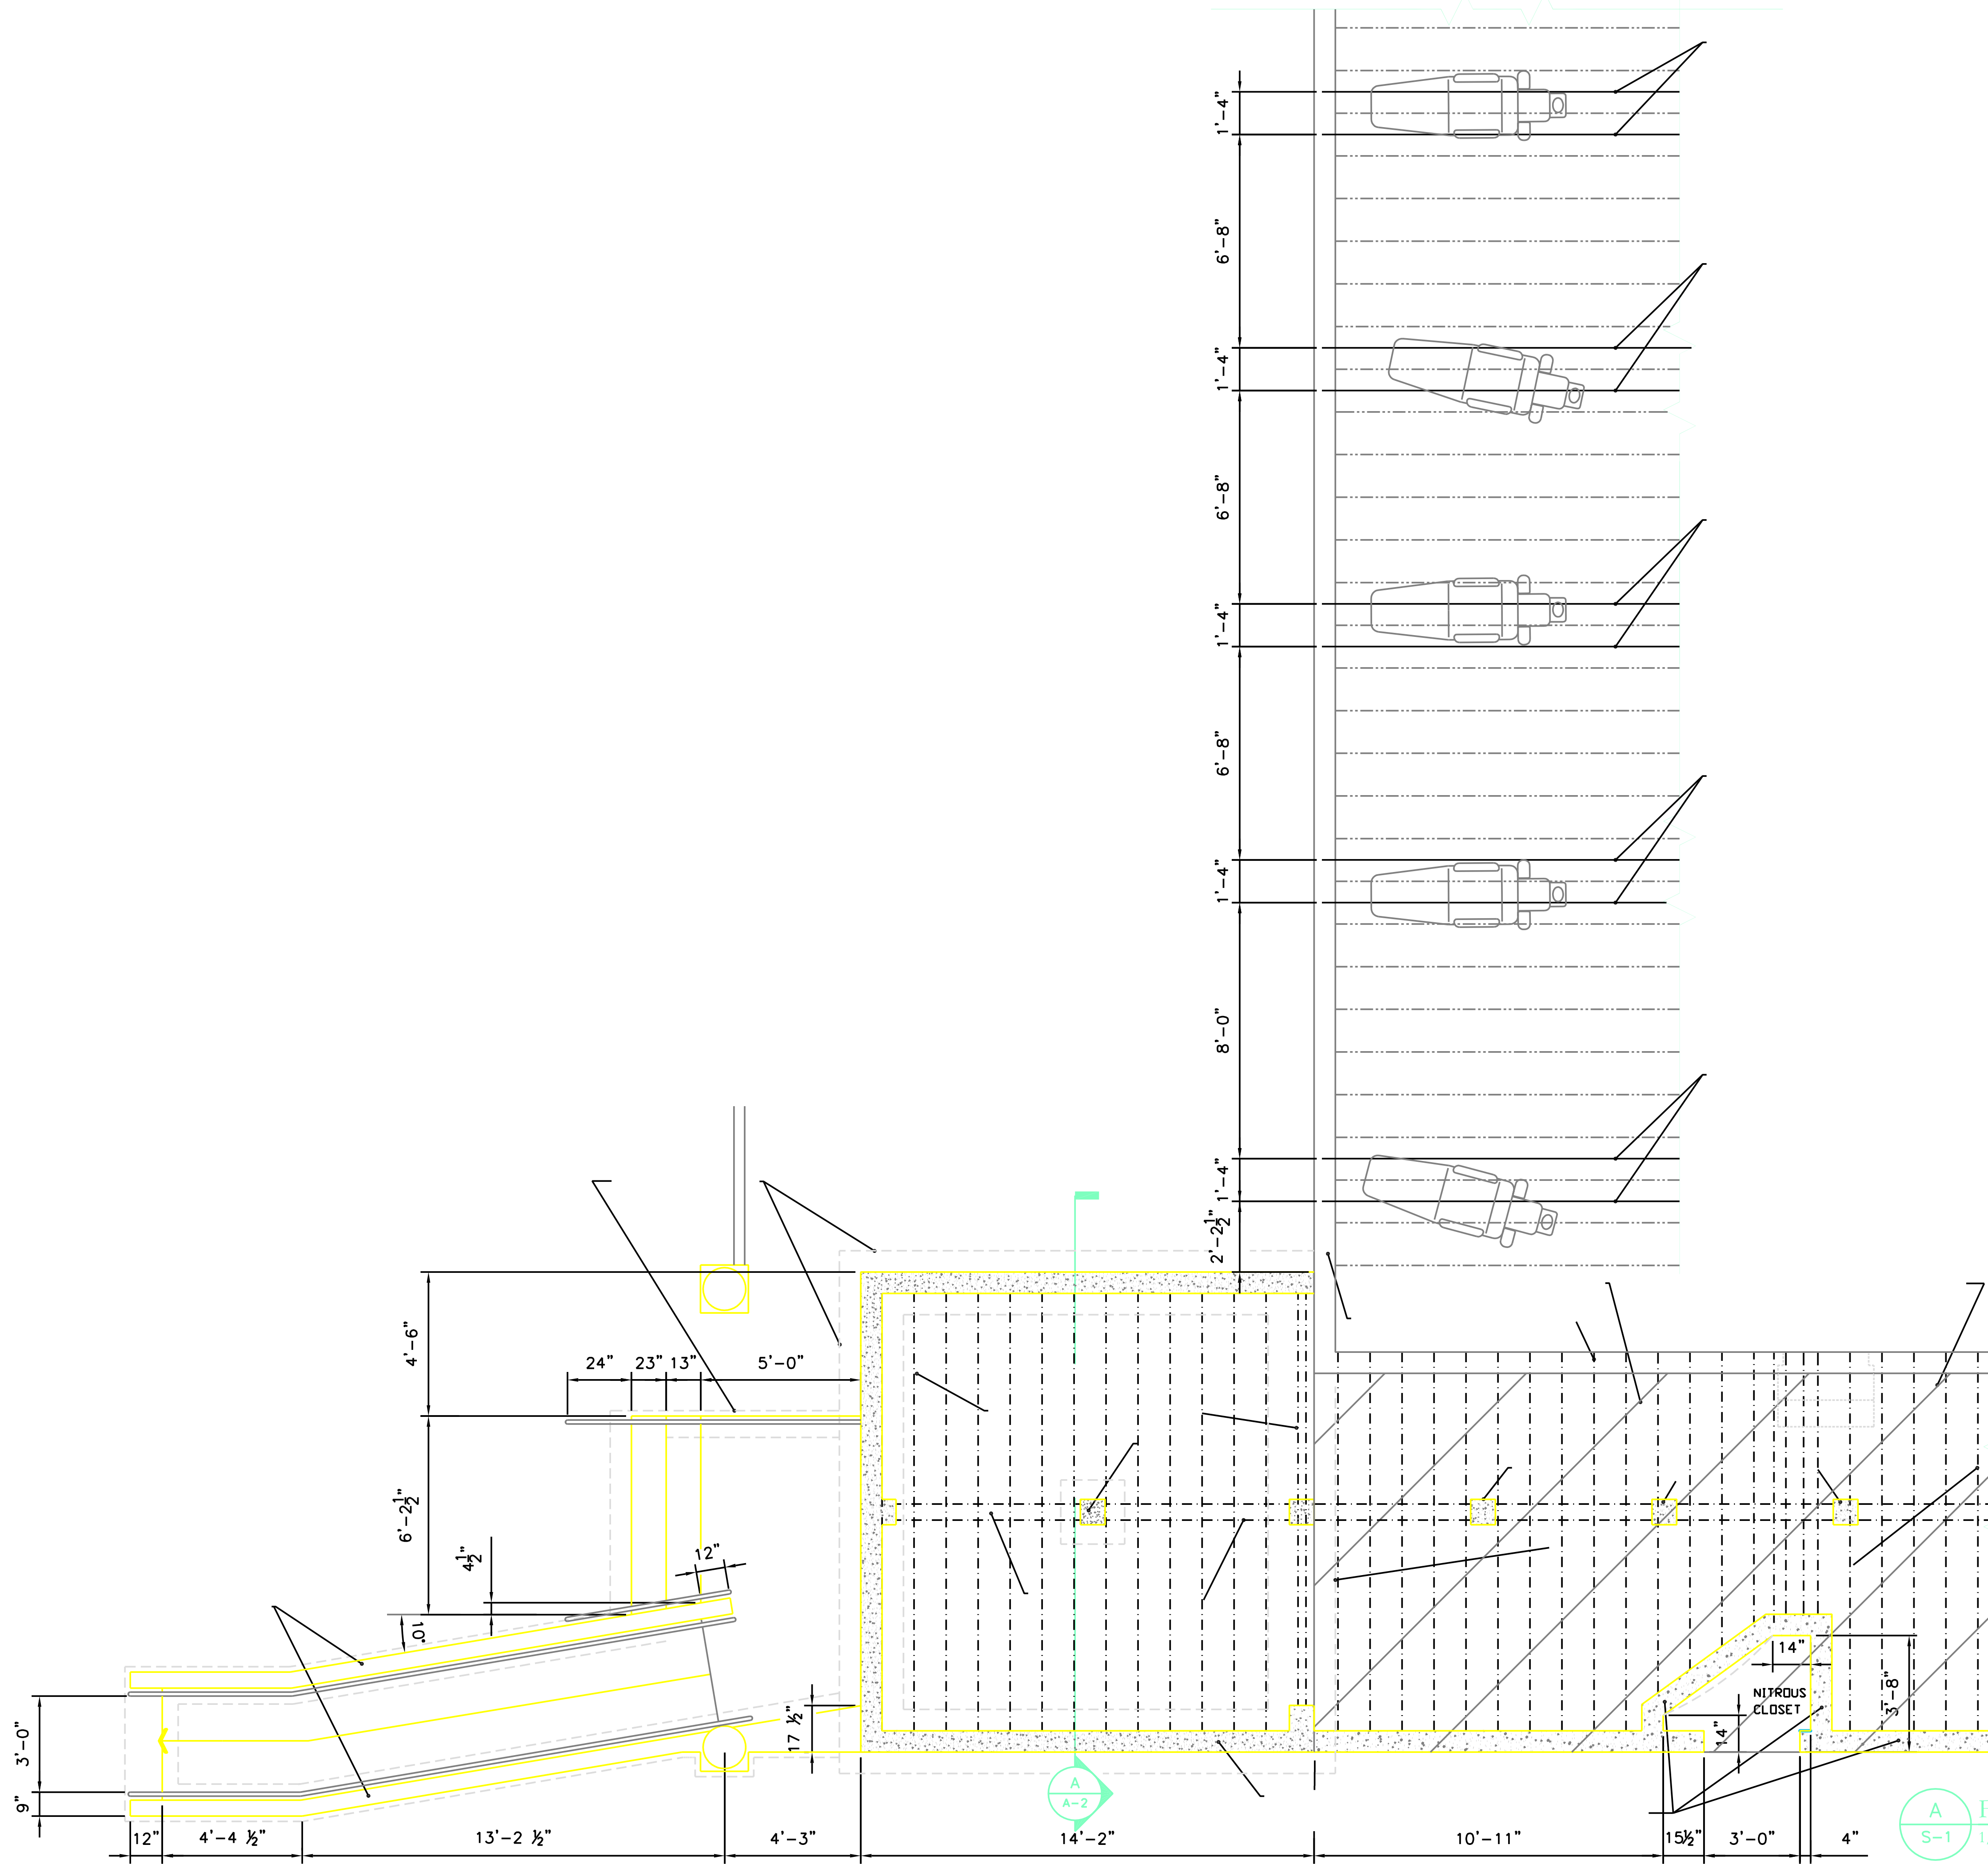 1'-4"
6'-8"
1'-4"
6'-8"
1'-4"
6'-8"
1'-4"
8'-0"
1'-4"
2'-2½"
4'-6"
24" 23" 13" 5'-0"
6'-2½"
4½"
12"
10°
3'-0"
9"
17 ½"
14"
NITROUS
CLOSET
14"
3'-8"
A
A-2
A
S-1
12" 4'-4 ½" 13'-2 ½" 4'-3" 14'-2" 10'-11" 15½" 3'-0" 4"